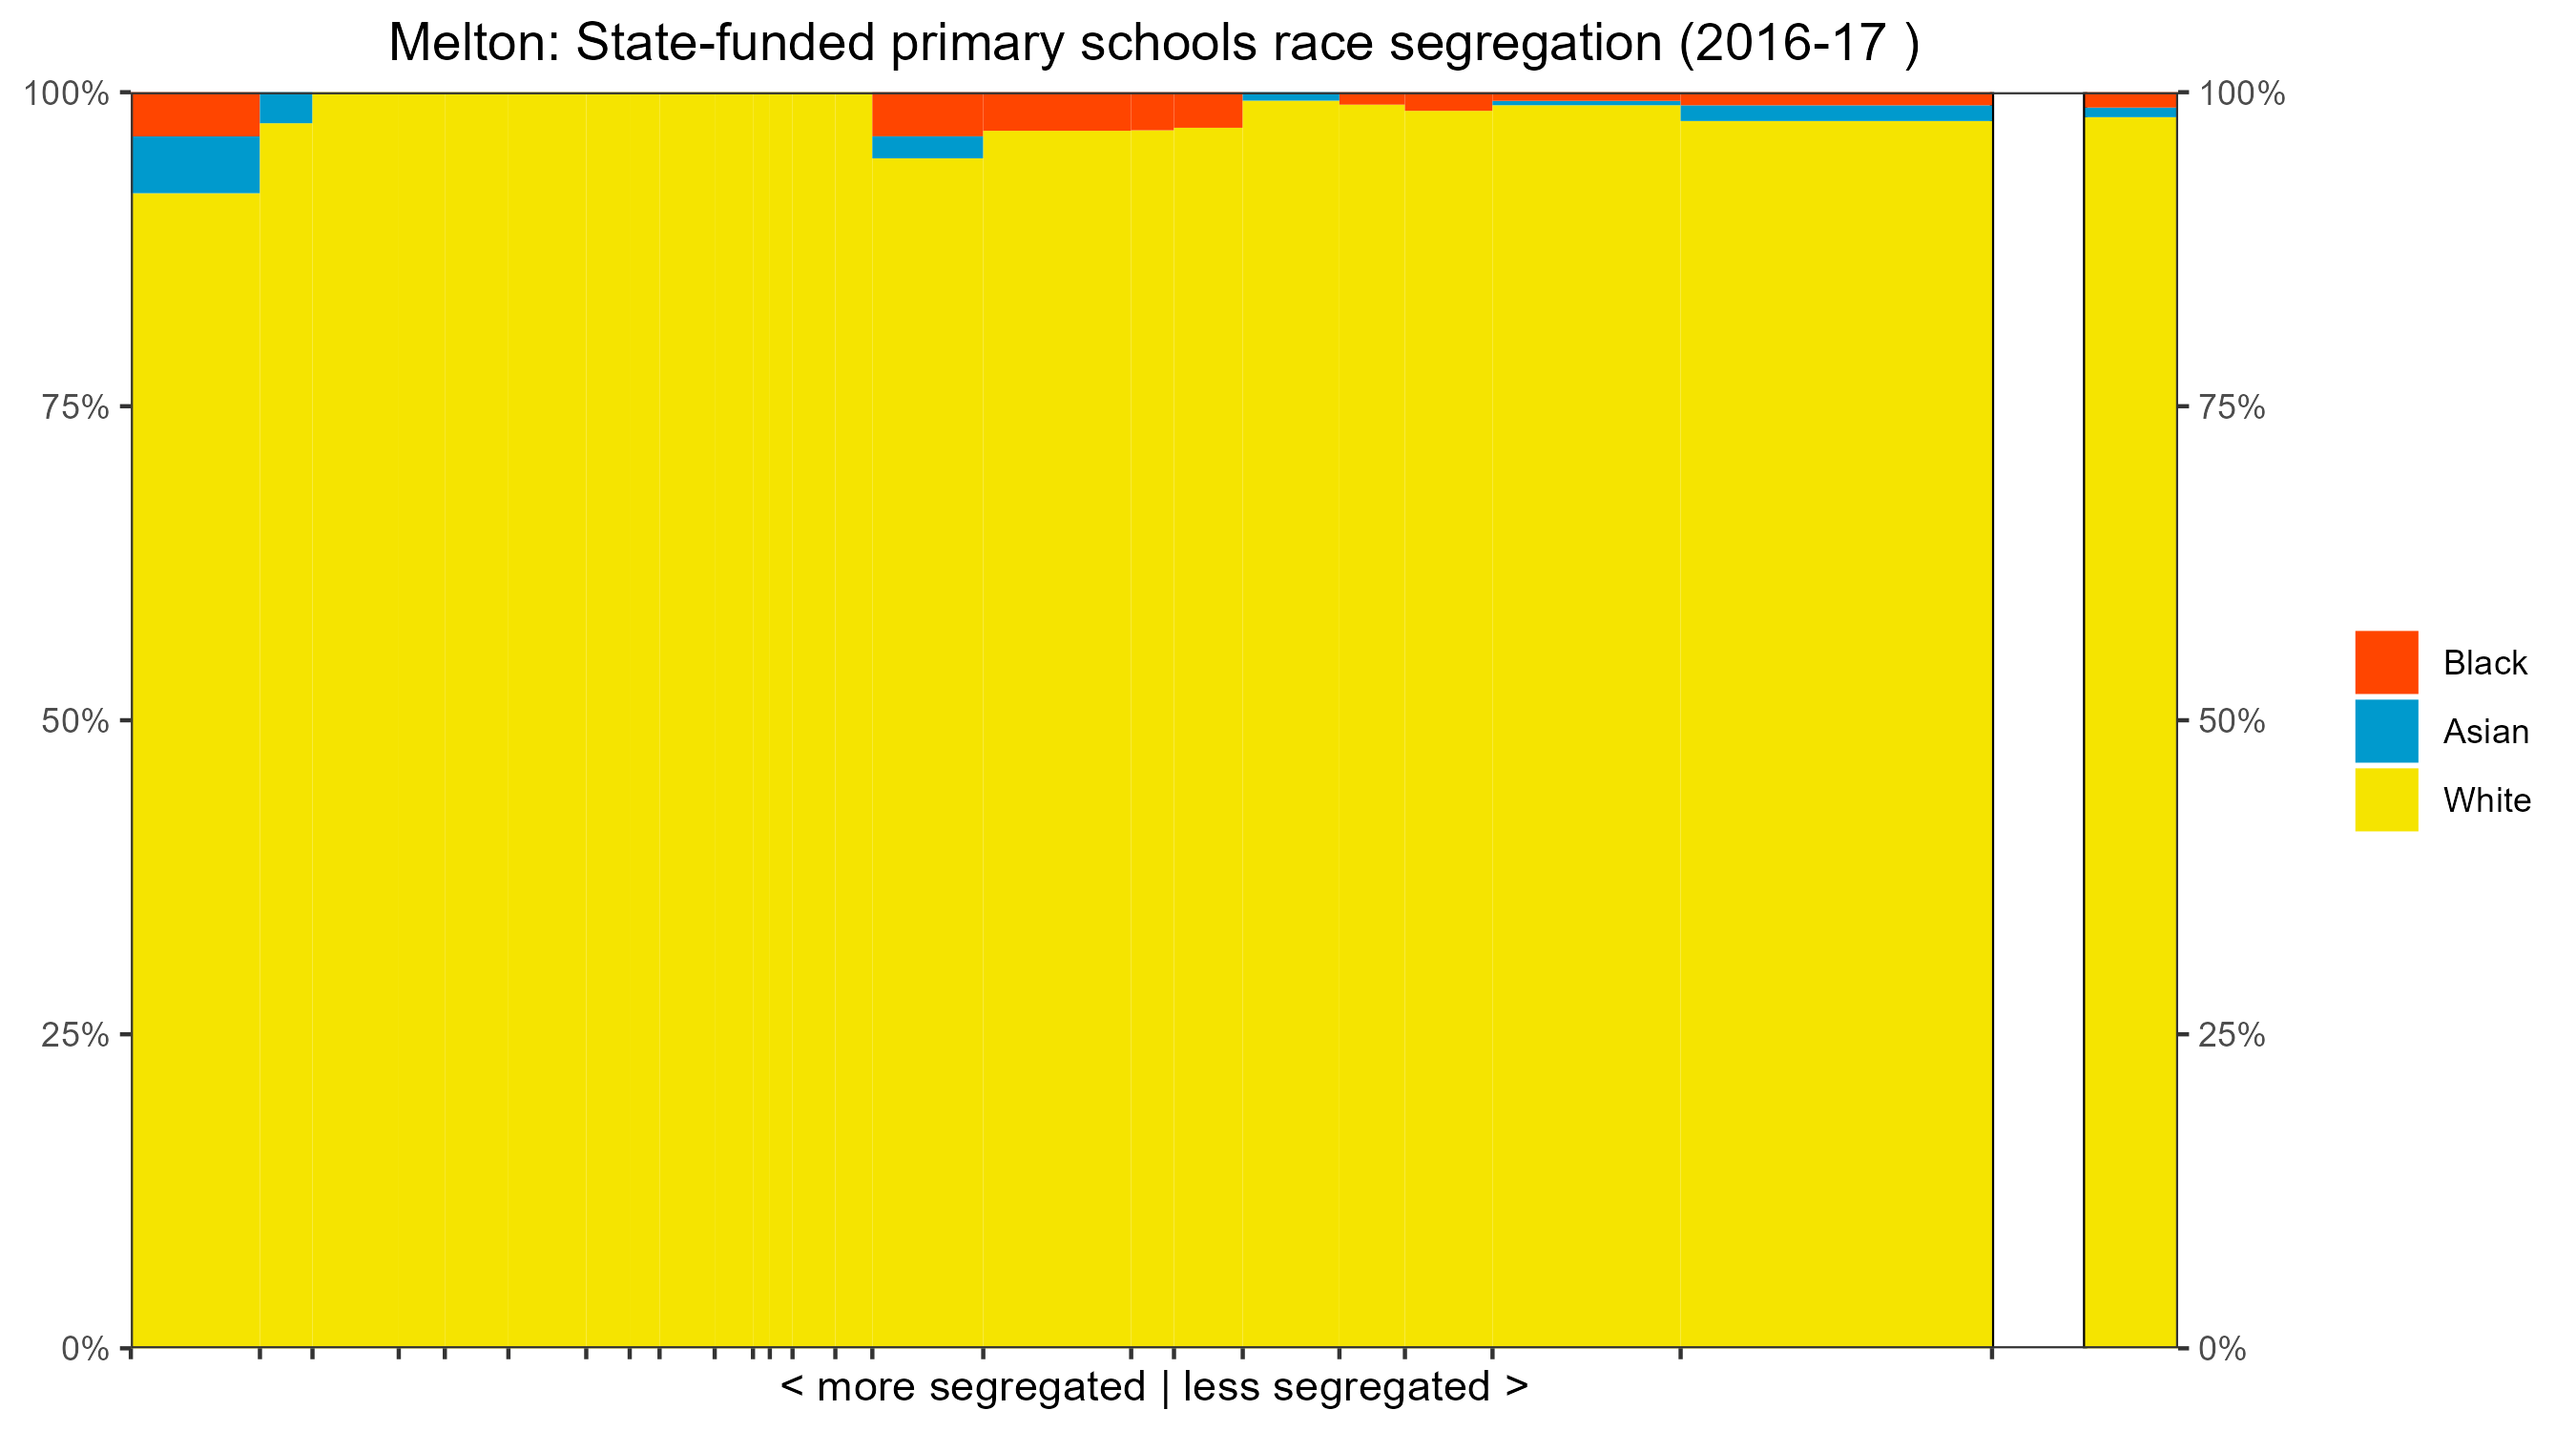 Melton: State-funded primary schools race segregation (2016-17 )
100%
75%
50%
25%
0%
100%
75%
50%
25%
0%
Black
Asian
White
< more segregated | less segregated >